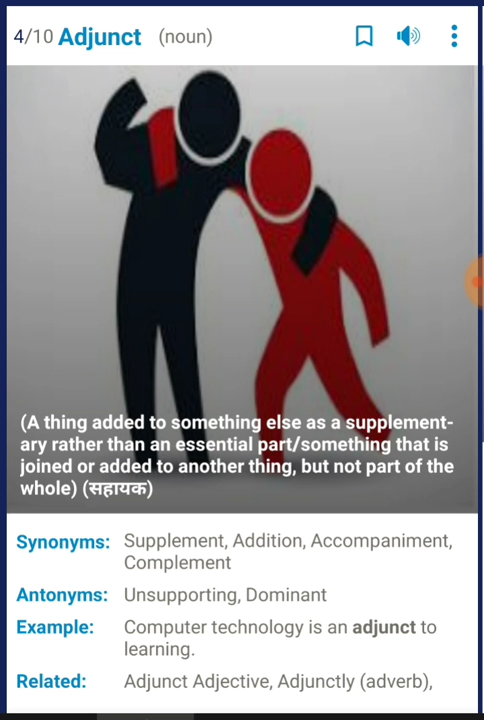 4/10 Adjunct (noun)
(A thing added to something else as a supplement-
ary rather than an essential part/something that is
joined or added to another thing, but not part of the
whole) (सहायक)
Synonyms: Supplement, Addition, Accompaniment,
Complement
Antonyms: Unsupporting, Dominant
Example: Computer technology is an adjunct to
learning.
Related: Adjunct Adjective, Adjunctly (adverb),